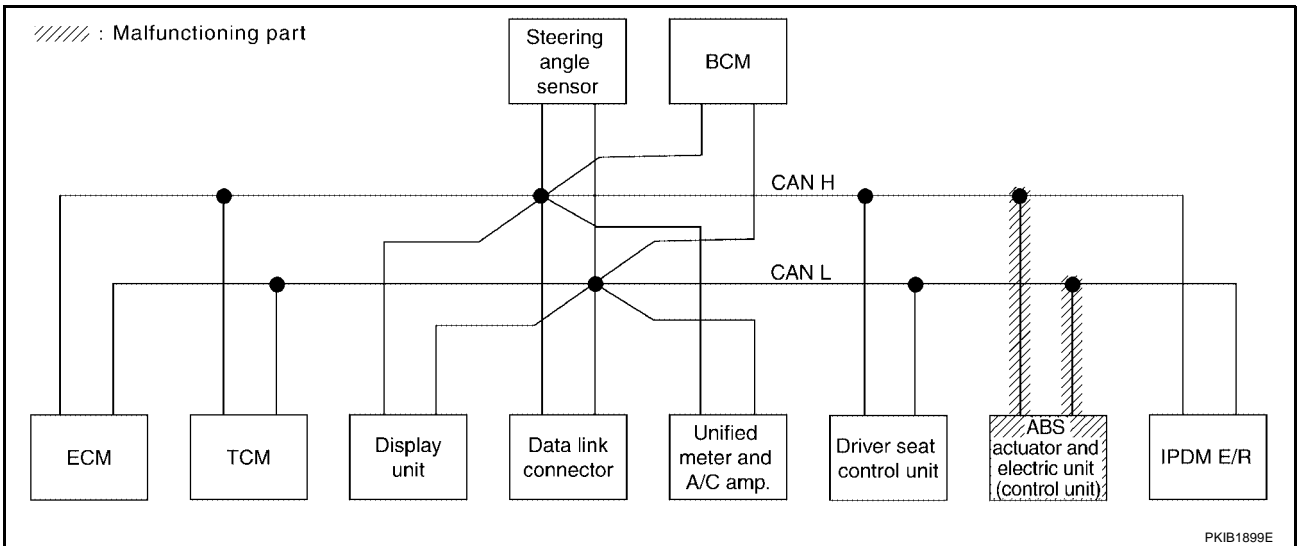 : Malfunctioning part
Steering
angle
sensor
BCM
CAN H
CAN L
ECM
TCM
Display
unit
Data link
connector
Unified
meter and
A/C amp.
Driver seat
control unit
ABS
actuator and
electric unit
(control unit)
IPDM E/R
PKIB1899E